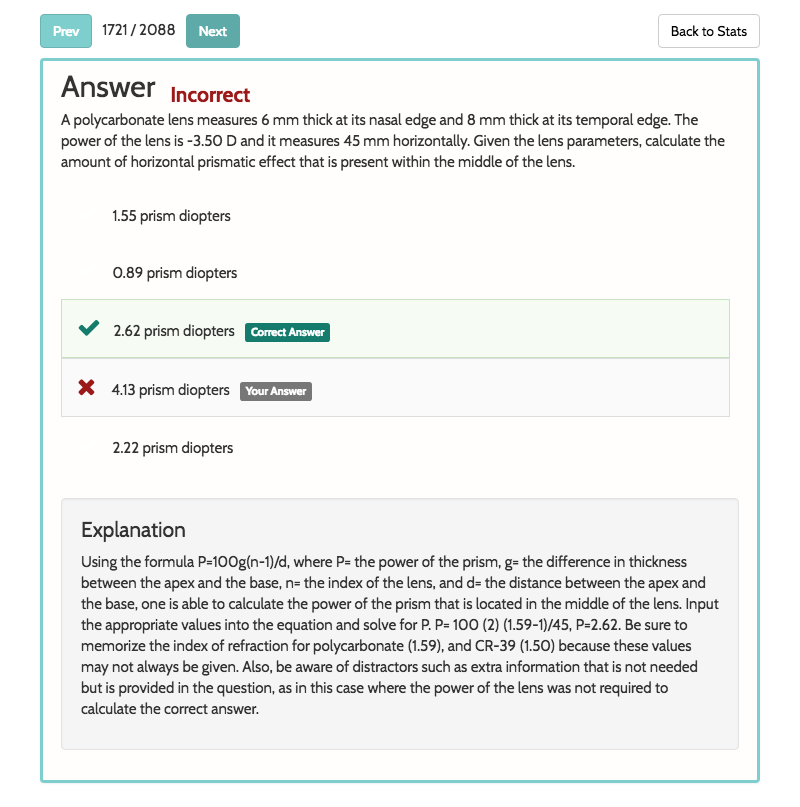 Prev 1721 / 2088 Next Back to Stats
Answer Incorrect
A polycarbonate lens measures 6 mm thick at its nasal edge and 8 mm thick at its temporal edge. The
power of the lens is -3.50 D and it measures 45 mm horizontally. Given the lens parameters, calculate the
amount of horizontal prismatic effect that is present within the middle of the lens.
1.55 prism diopters
0.89 prism diopters
2.62 prism diopters Correct Answer
4.13 prism diopters Your Answer
2.22 prism diopters
Explanation
Using the formula P=100g(n-1)/d, where P= the power of the prism, g= the difference in thickness
between the apex and the base, n= the index of the lens, and d= the distance between the apex and
the base, one is able to calculate the power of the prism that is located in the middle of the lens. Input
the appropriate values into the equation and solve for P. P= 100 (2) (1.59-1)/45, P=2.62. Be sure to
memorize the index of refraction for polycarbonate (1.59), and CR-39 (1.50) because these values
may not always be given. Also, be aware of distractors such as extra information that is not needed
but is provided in the question, as in this case where the power of the lens was not required to
calculate the correct answer.